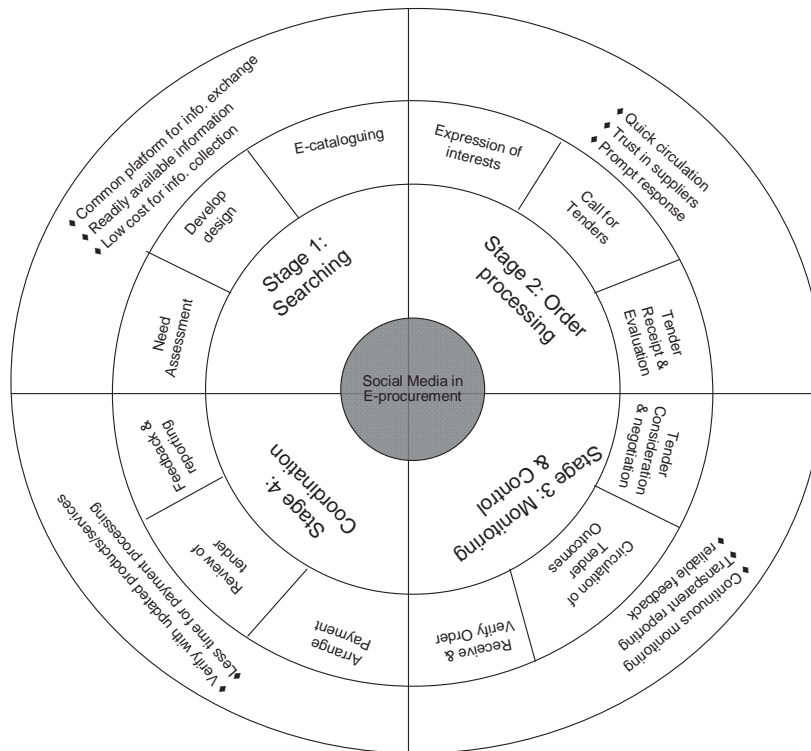 Social Media in
E-procurement
Stage 1:
Searching
Need
Assessment
Develop
design
E-cataloguing
♦ Common platform for info. exchange
♦ Readily available information
♦ Low cost for info. collection
Stage 2: Order
processing
Expression of
interests
Call for
Tenders
Tender
Receipt &
Evaluation
♦ Quick circulation
♦ Trust in suppliers
♦ Prompt response
Stage 3: Monitoring
& Control
Tender
Consideration
& negotiation
Circulation of
Tender
Outcomes
Receive &
Verify Order
♦ Continuous monitoring
♦ Transparent reporting
♦ reliable feedback
Stage 4:
Coordination
Arrange
Payment
Review of
tender
Feedback &
reporting
♦ Verify with updated products/services
♦ Less time for payment processing